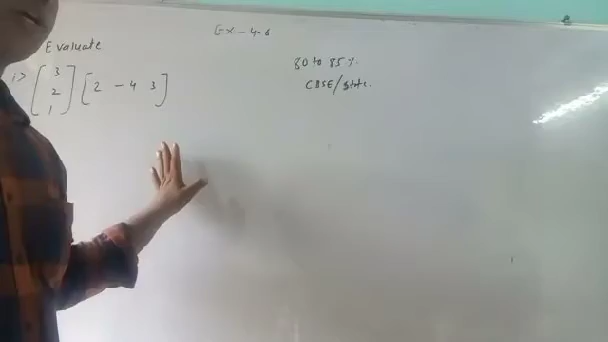 Ex-4.6
Evaluate
80 to 85 %.
CBSE/State.
i>
[3
2
1] [2 -4 3]